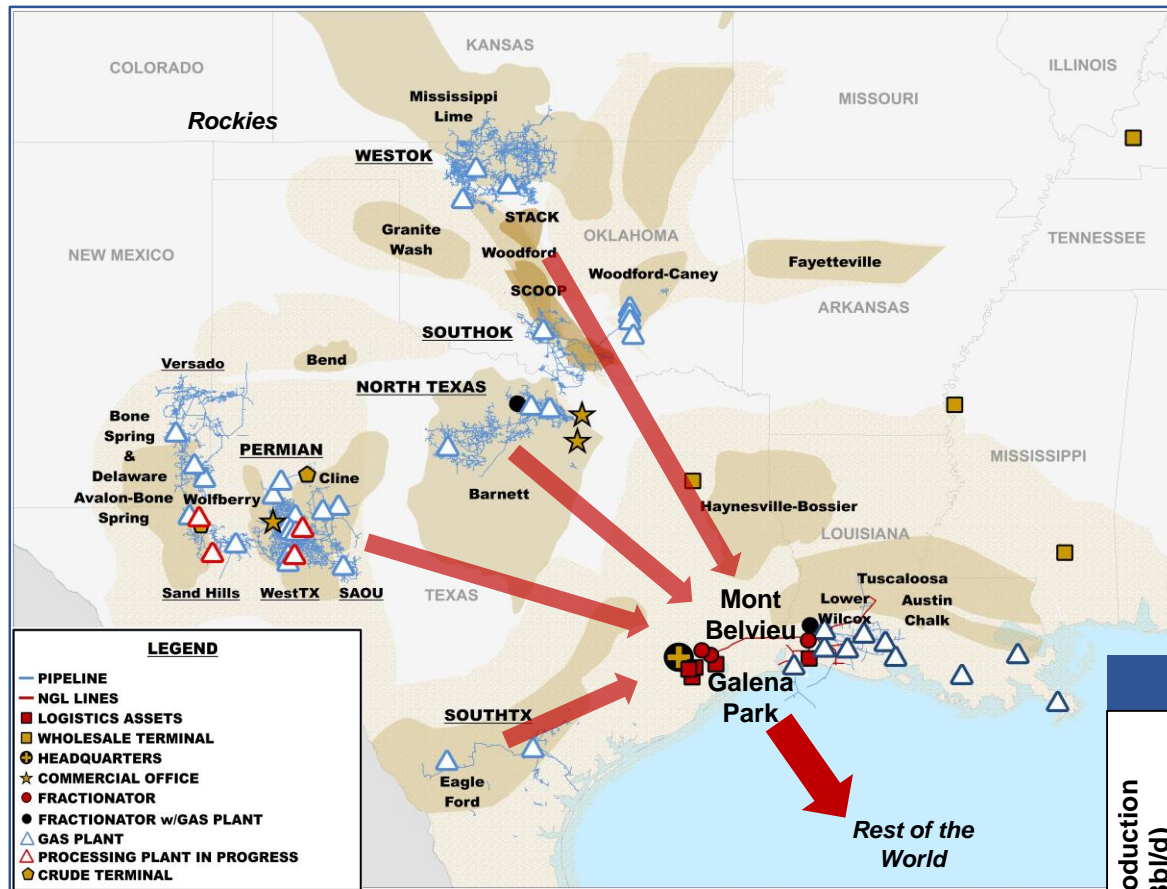 KANSAS
COLORADO
ILLINOIS
MISSOURI
Mississippi
Lime
Rockies
WESTOK
STACK
Granite
Wash
OKLAHOMA
TENNESSEE
NEW MEXICO
Woodford
Woodford-Caney
Fayetteville
SCOOP
ARKANSAS
SOUTHOK
Versado
Bend
NORTH TEXAS
Bone
Spring
&
Delaware
Avalon-Bone
Spring
PERMIAN
Cline
Wolfberry
Barnett
MISSISSIPPI
Haynesville-Bossier
LOUISIANA
Sand Hills
WestTX
SAOU
TEXAS
Tuscaloosa
Lower
Wilcox
Austin
Chalk
Mont
Belvieu
Galena
Park
SOUTHTX
Eagle
Ford
Rest of the
World
LEGEND
PIPELINE
NGL LINES
LOGISTICS ASSETS
WHOLESALE TERMINAL
HEADQUARTERS
COMMERCIAL OFFICE
FRACTIONATOR
FRACTIONATOR w/GAS PLANT
GAS PLANT
PROCESSING PLANT IN PROGRESS
CRUDE TERMINAL
oduction
bbl/d)